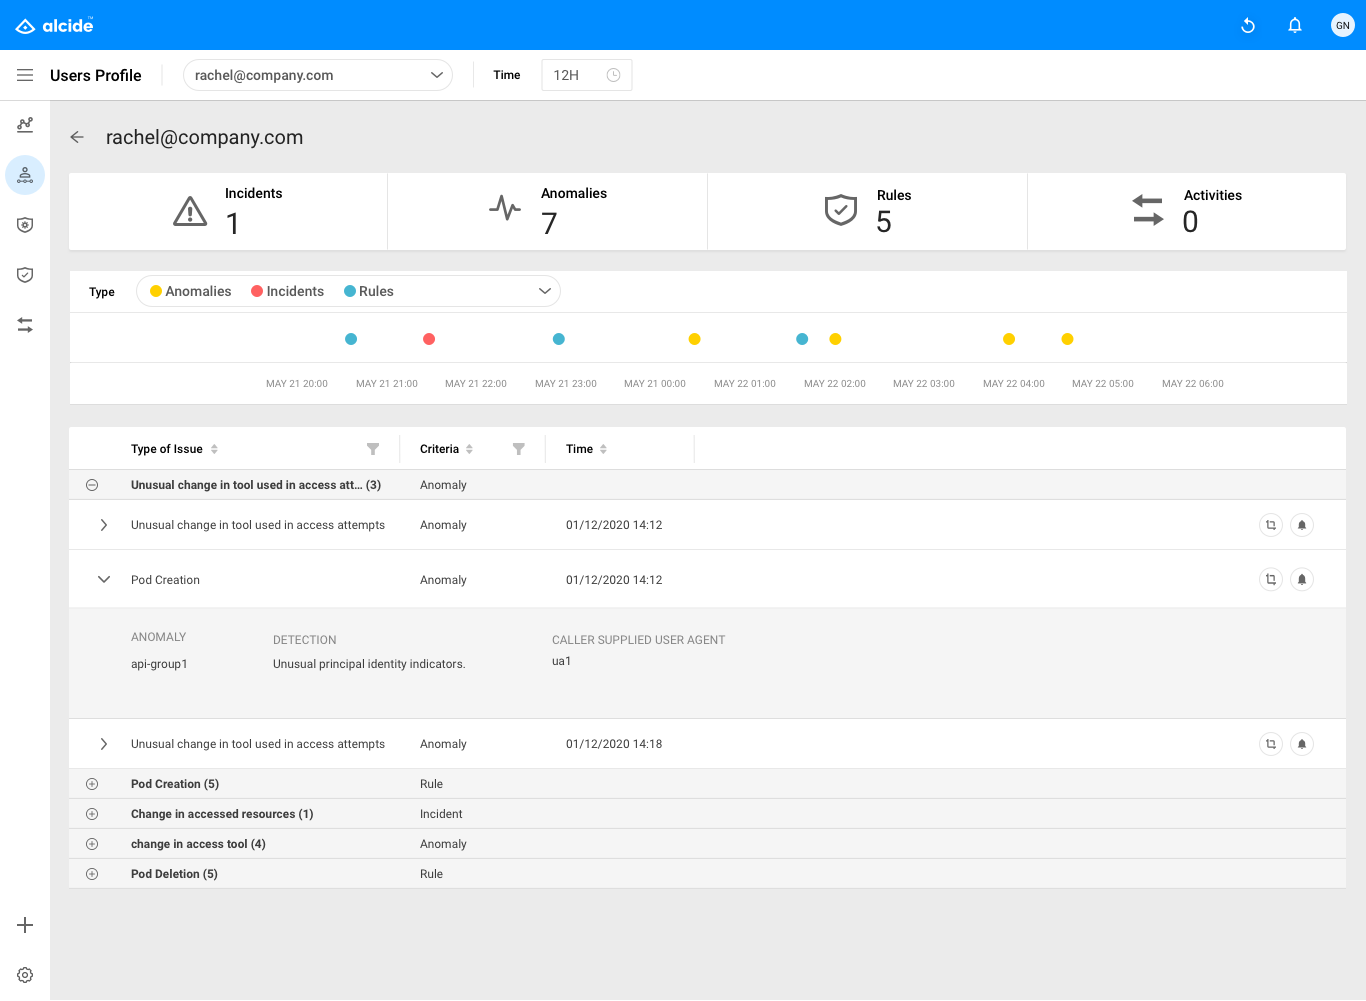 alcide™
GN
Users Profile
rachel@company.com
Time
12H
rachel@company.com
Incidents
1
Anomalies
7
Rules
5
Activities
0
Type
Anomalies Incidents Rules
MAY 21 20:00 MAY 21 21:00 MAY 21 22:00 MAY 21 23:00 MAY 21 00:00 MAY 22 01:00 MAY 22 02:00 MAY 22 03:00 MAY 22 04:00 MAY 22 05:00 MAY 22 06:00
Type of Issue Criteria Time
Unusual change in tool used in access att... (3) Anomaly
Unusual change in tool used in access attempts Anomaly 01/12/2020 14:12
Pod Creation Anomaly 01/12/2020 14:12
ANOMALY DETECTION CALLER SUPPLIED USER AGENT
api-group1 Unusual principal identity indicators. ua1
Unusual change in tool used in access attempts Anomaly 01/12/2020 14:18
Pod Creation (5) Rule
Change in accessed resources (1) Incident
change in access tool (4) Anomaly
Pod Deletion (5) Rule